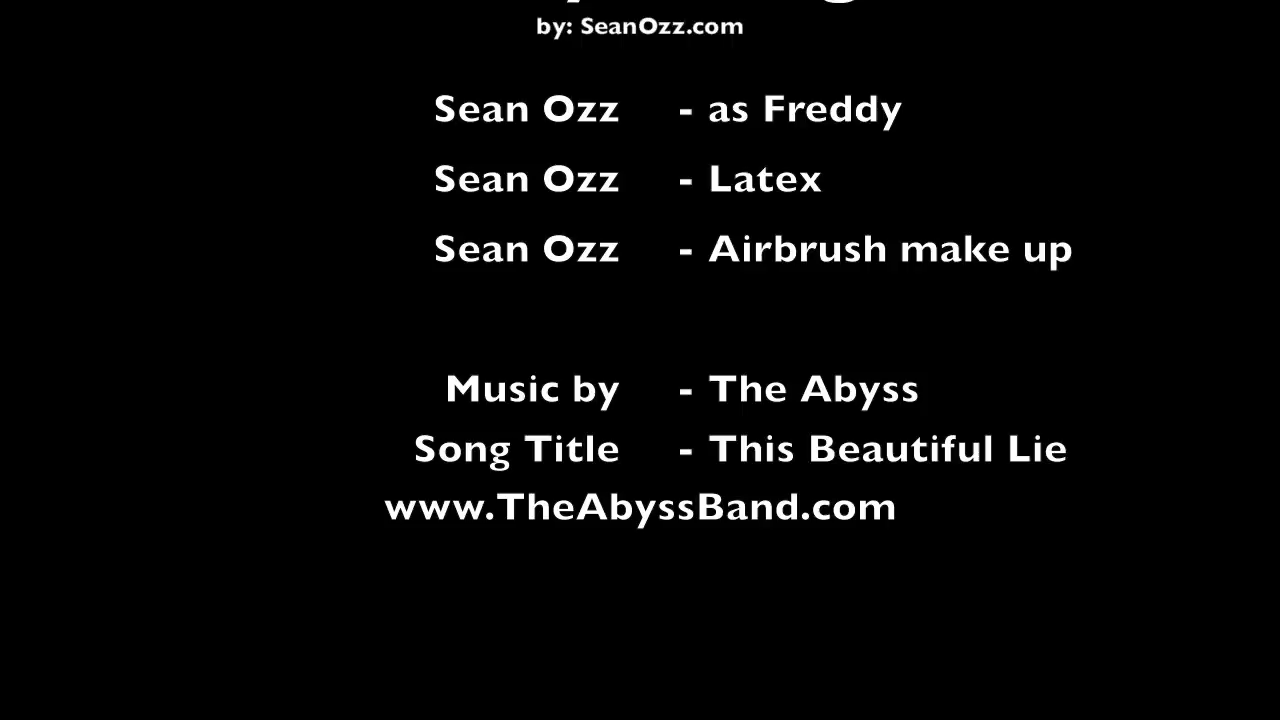 by: SeanOzz.com
Sean Ozz - as Freddy
Sean Ozz - Latex
Sean Ozz - Airbrush make up
Music by - The Abyss
Song Title - This Beautiful Lie
www.TheAbyssBand.com